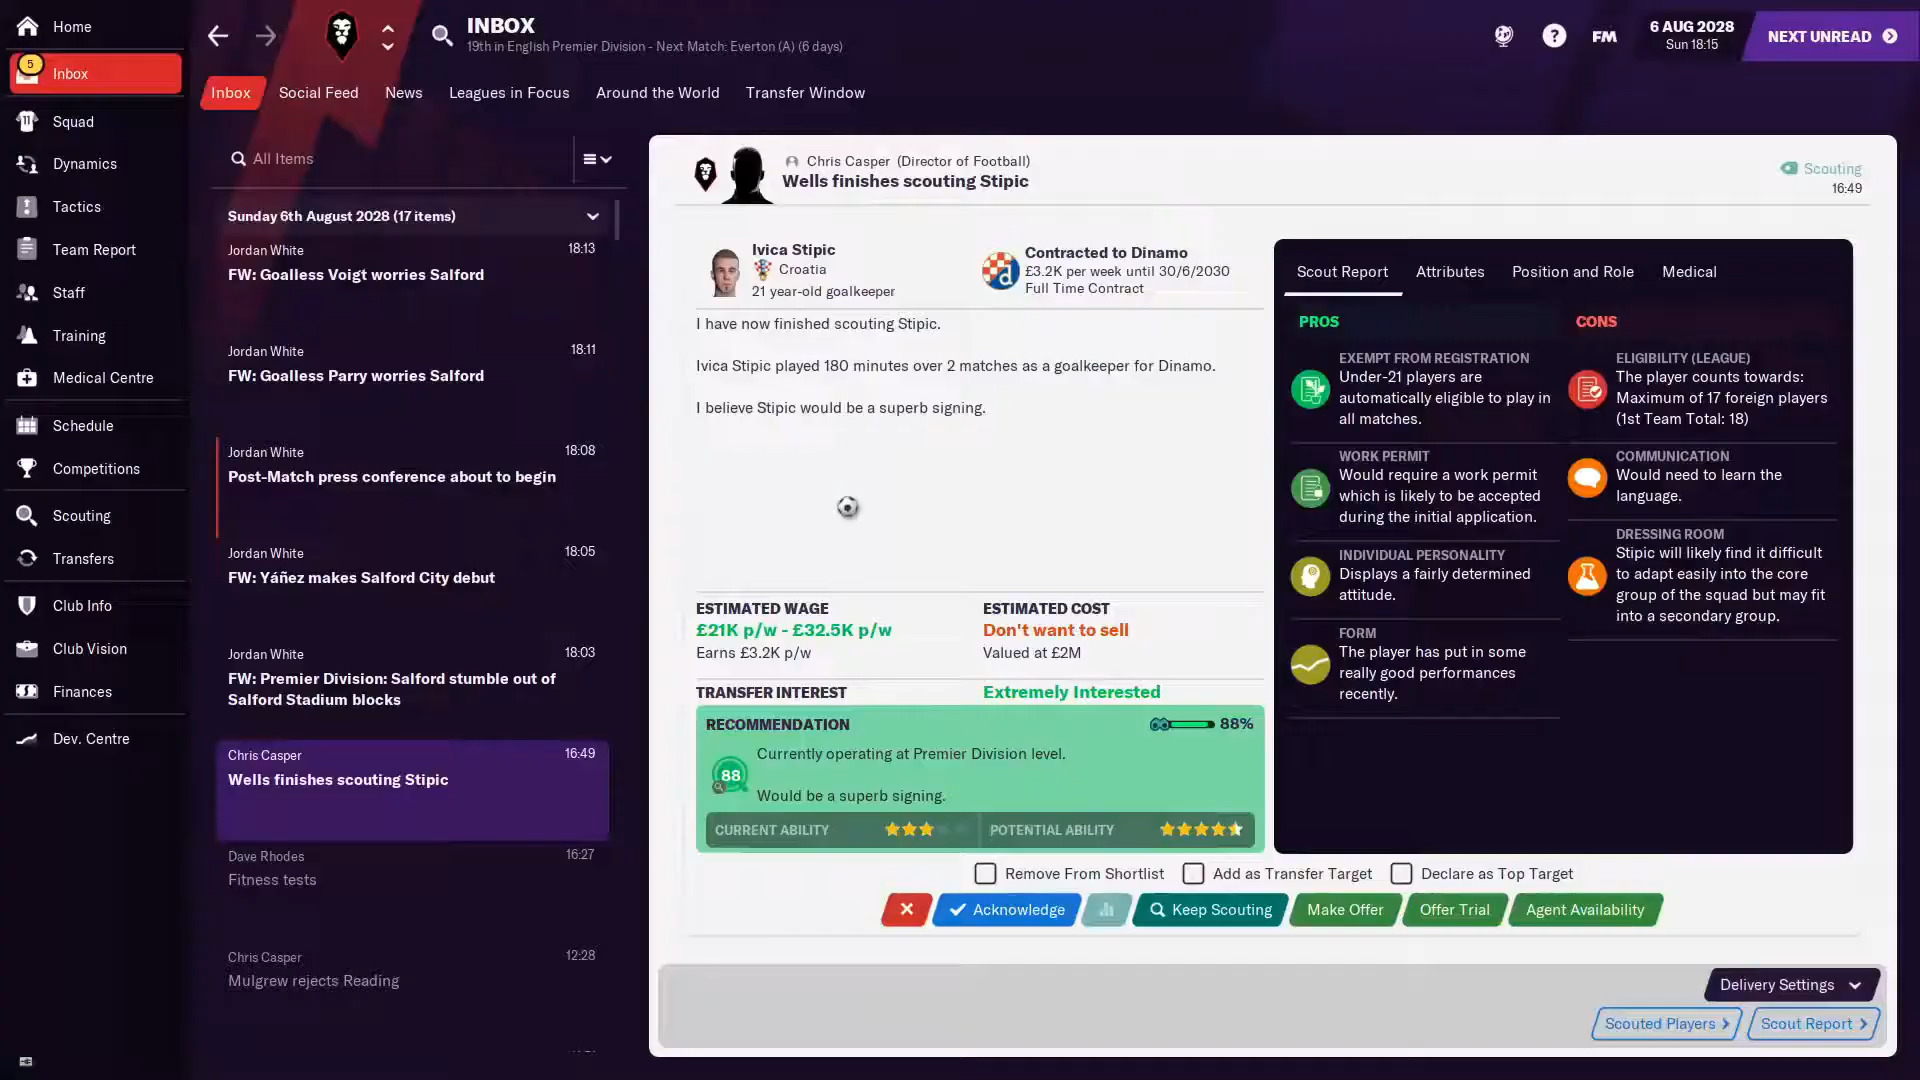 Home
5
Inbox
Squad
Dynamics
Tactics
Team Report
Staff
Training
Medical Centre
Schedule
Competitions
Scouting
Transfers
Club Info
Club Vision
Finances
Dev. Centre
INBOX
19th in English Premier Division - Next Match: Everton (A) (6 days)
FM
6 AUG 2028
Sun 18:15
NEXT UNREAD
Inbox
Social Feed
News
Leagues in Focus
Around the World
Transfer Window
All Items
Sunday 6th August 2028 (17 items)
Jordan White 18:13
FW: Goalless Voigt worries Salford
Jordan White 18:11
FW: Goalless Parry worries Salford
Jordan White 18:08
Post-Match press conference about to begin
Jordan White 18:05
FW: Yáñez makes Salford City debut
Jordan White 18:03
FW: Premier Division: Salford stumble out of
Salford Stadium blocks
Chris Casper 16:49
Wells finishes scouting Stipic
Dave Rhodes 16:27
Fitness tests
Chris Casper 12:28
Mulgrew rejects Reading
Chris Casper (Director of Football)
Wells finishes scouting Stipic
Scouting
16:49
Ivica Stipic
Croatia
21 year-old goalkeeper
Contracted to Dinamo
£3.2K per week until 30/6/2030
Full Time Contract
I have now finished scouting Stipic.
Ivica Stipic played 180 minutes over 2 matches as a goalkeeper for Dinamo.
I believe Stipic would be a superb signing.
ESTIMATED WAGE
£21K p/w - £32.5K p/w
Earns £3.2K p/w
ESTIMATED COST
Don't want to sell
Valued at £2M
TRANSFER INTEREST
Extremely Interested
RECOMMENDATION
88%
88
Currently operating at Premier Division level.
Would be a superb signing.
CURRENT ABILITY
POTENTIAL ABILITY
Scout Report
Attributes
Position and Role
Medical
PROS
EXEMPT FROM REGISTRATION
Under-21 players are
automatically eligible to play in
all matches.
WORK PERMIT
Would require a work permit
which is likely to be accepted
during the initial application.
INDIVIDUAL PERSONALITY
Displays a fairly determined
attitude.
FORM
The player has put in some
really good performances
recently.
CONS
ELIGIBILITY (LEAGUE)
The player counts towards:
Maximum of 17 foreign players
(1st Team Total: 18)
COMMUNICATION
Would need to learn the
language.
DRESSING ROOM
Stipic will likely find it difficult
to adapt easily into the core
group of the squad but may fit
into a secondary group.
Remove From Shortlist
Add as Transfer Target
Declare as Top Target
Acknowledge
Keep Scouting
Make Offer
Offer Trial
Agent Availability
Delivery Settings
Scouted Players
Scout Report